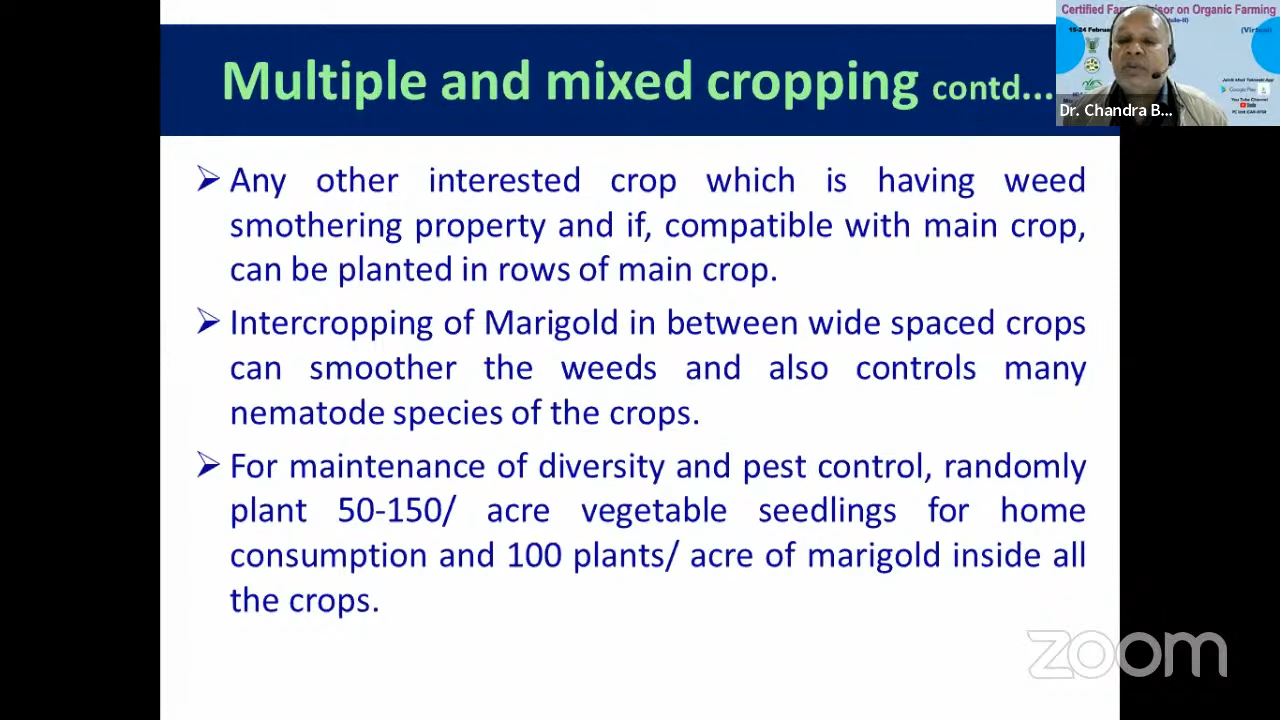 Multiple and mixed cropping contd...
Certified Farm
isor on Organic Farming
(Virtual)
Dr. Chandra B...
➢ Any other interested crop which is having weed
smothering property and if, compatible with main crop,
can be planted in rows of main crop.
➢ Intercropping of Marigold in between wide spaced crops
can smoother the weeds and also controls many
nematode species of the crops.
➢ For maintenance of diversity and pest control, randomly
plant 50-150/ acre vegetable seedlings for home
consumption and 100 plants/ acre of marigold inside all
the crops.
zoom